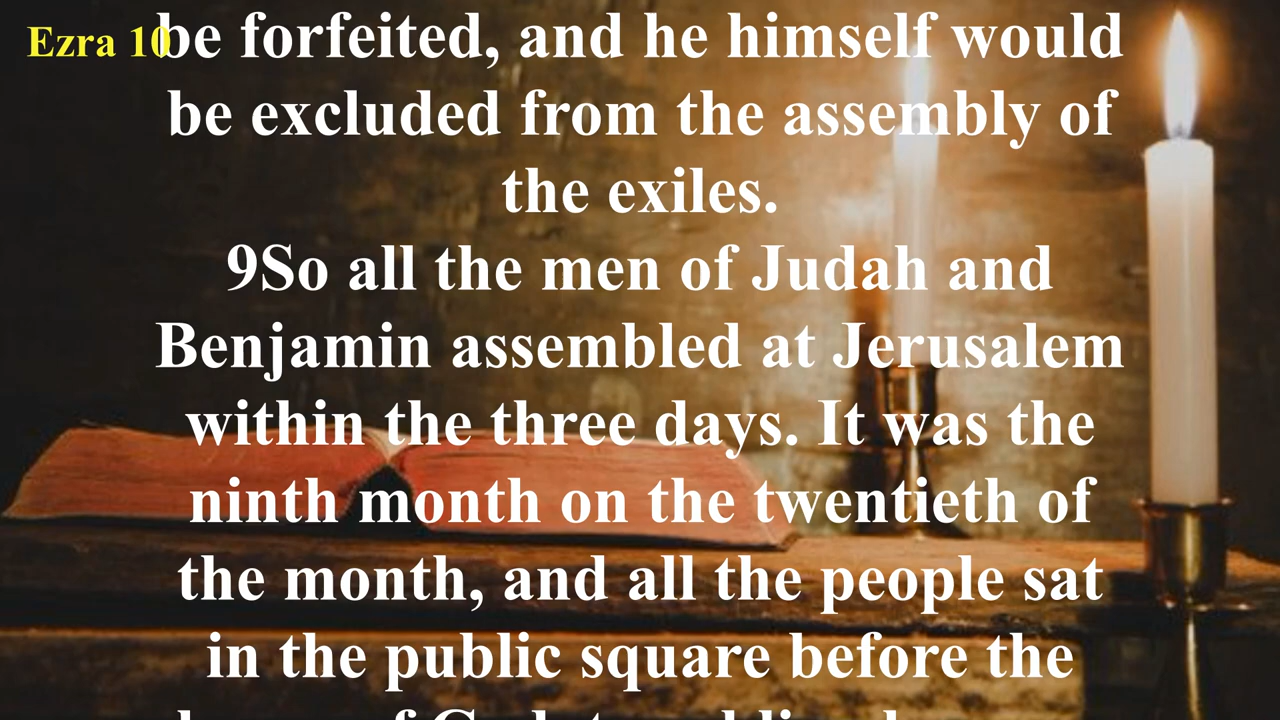 Ezra 10
be forfeited, and he himself would
be excluded from the assembly of
the exiles.
9So all the men of Judah and
Benjamin assembled at Jerusalem
within the three days. It was the
ninth month on the twentieth of
the month, and all the people sat
in the public square before the